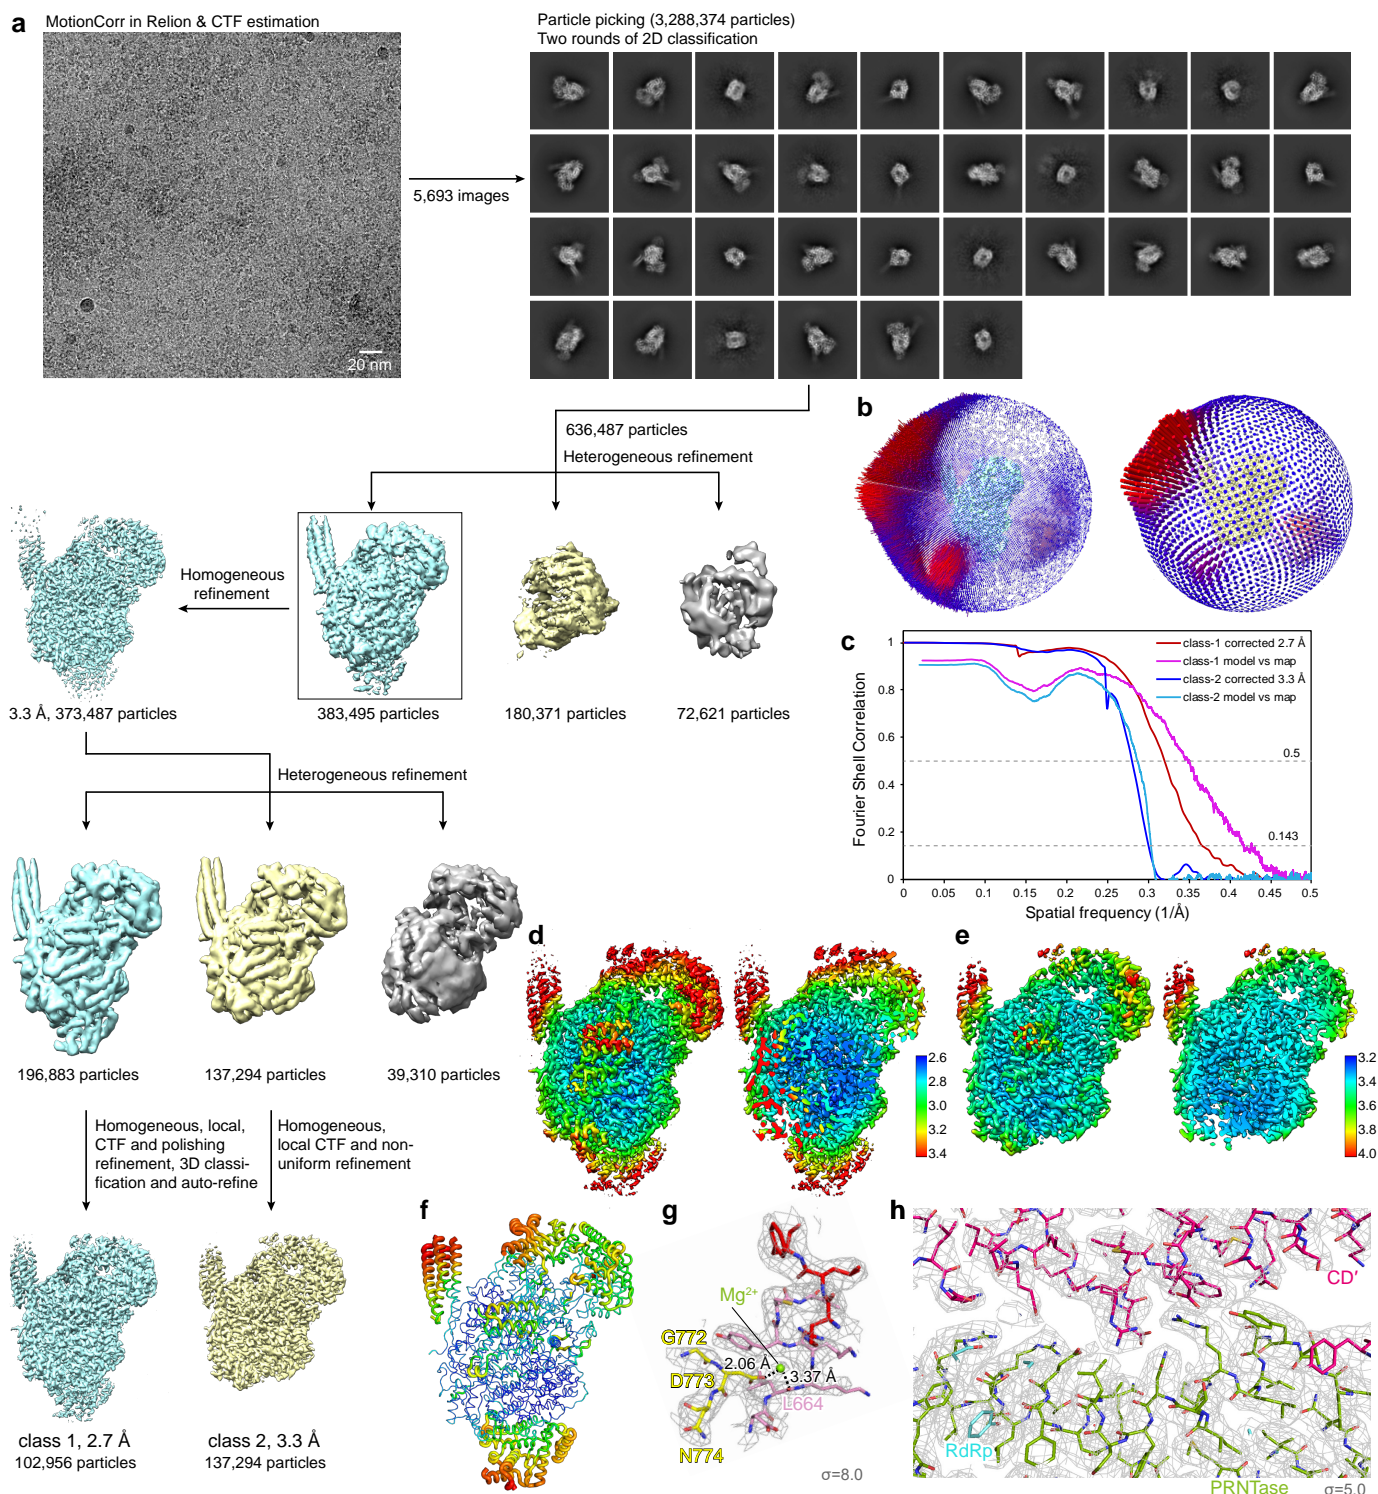 a
MotionCorr in Relion & CTF estimation
20 nm
5,693 images
Particle picking (3,288,374 particles)
Two rounds of 2D classification
636,487 particles
Heterogeneous refinement
Homogeneous
refinement
3.3 Å, 373,487 particles
383,495 particles
180,371 particles
72,621 particles
Heterogeneous refinement
196,883 particles
137,294 particles
39,310 particles
Homogeneous, local,
CTF and polishing
refinement, 3D classi-
fication and auto-refine
Homogeneous,
local CTF and non-
uniform refinement
class 1, 2.7 Å
102,956 particles
class 2, 3.3 Å
137,294 particles
b
c
Fourier Shell Correlation
1
0.8
0.6
0.4
0.2
0
class-1 corrected 2.7 Å
class-1 model vs map
class-2 corrected 3.3 Å
class-2 model vs map
0.5
0.143
0
0.05
0.1
0.15
0.2
0.25
0.3
0.35
0.4
0.45
0.5
Spatial frequency (1/Å)
d
2.6
2.8
3.0
3.2
3.4
e
3.2
3.4
3.6
3.8
4.0
f
g
Mg²⁺
G772
2.06 Å
D773
3.37 Å
L664
N774
σ=8.0
h
CD′
RdRp
PRNTase
σ=5.0